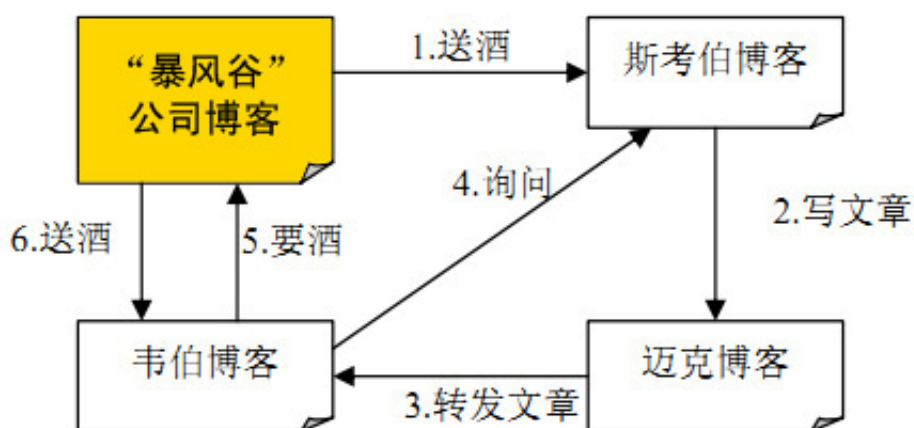 “暴风谷”
公司博客
1.送酒
斯考伯博客
4.询问
2.写文章
6.送酒
5.要酒
韦伯博客
迈克博客
3.转发文章